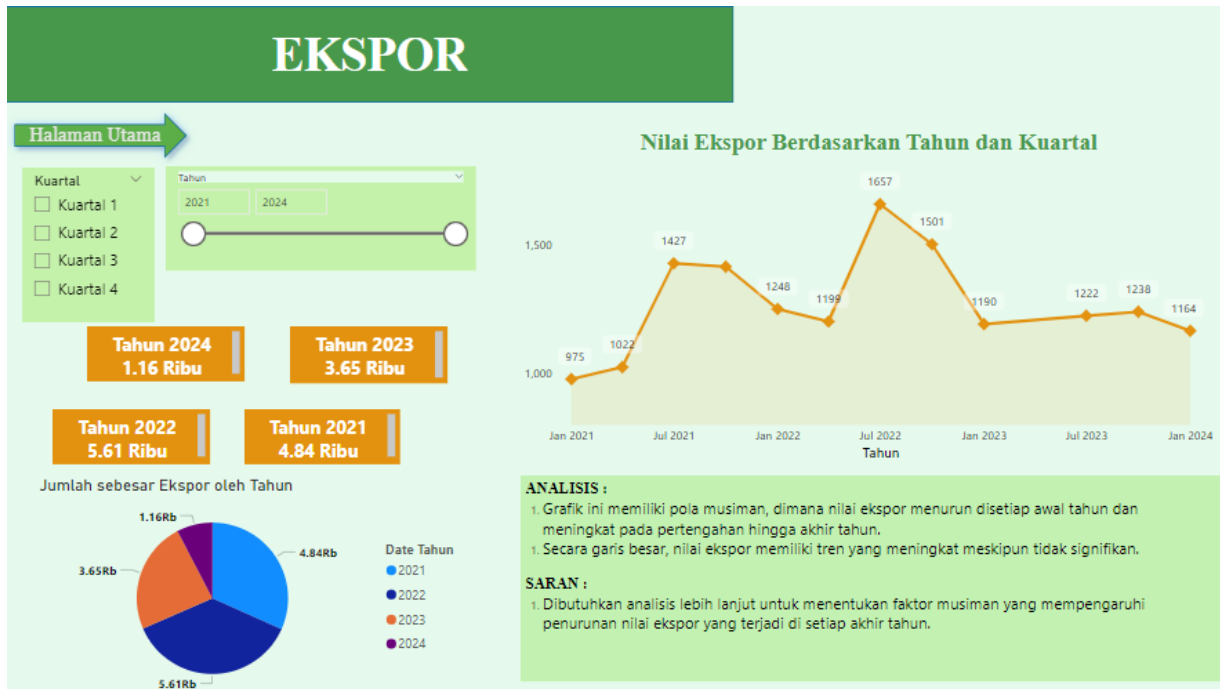 EKSPOR
Halaman Utama
Kuartal
Kuartal 1
Kuartal 2
Kuartal 3
Kuartal 4
Tahun
2021
2024
Tahun 2024
1.16 Ribu
Tahun 2023
3.65 Ribu
Tahun 2022
5.61 Ribu
Tahun 2021
4.84 Ribu
Jumlah sebesar Ekspor oleh Tahun
1.16Rb
4.84Rb
3.65Rb
5.61Rb
Date Tahun
2021
2022
2023
2024
Nilai Ekspor Berdasarkan Tahun dan Kuartal
1,500
1,000
975
1022
1427
1248
1199
1657
1501
1190
1222
1238
1164
Jan 2021
Jul 2021
Jan 2022
Jul 2022
Jan 2023
Jul 2023
Jan 2024
Tahun
ANALISIS :
1. Grafik ini memiliki pola musiman, dimana nilai ekspor menurun disetiap awal tahun dan
meningkat pada pertengahan hingga akhir tahun.
1. Secara garis besar, nilai ekspor memiliki tren yang meningkat meskipun tidak signifikan.
SARAN :
1. Dibutuhkan analisis lebih lanjut untuk menentukan faktor musiman yang mempengaruhi
penurunan nilai ekspor yang terjadi di setiap akhir tahun.